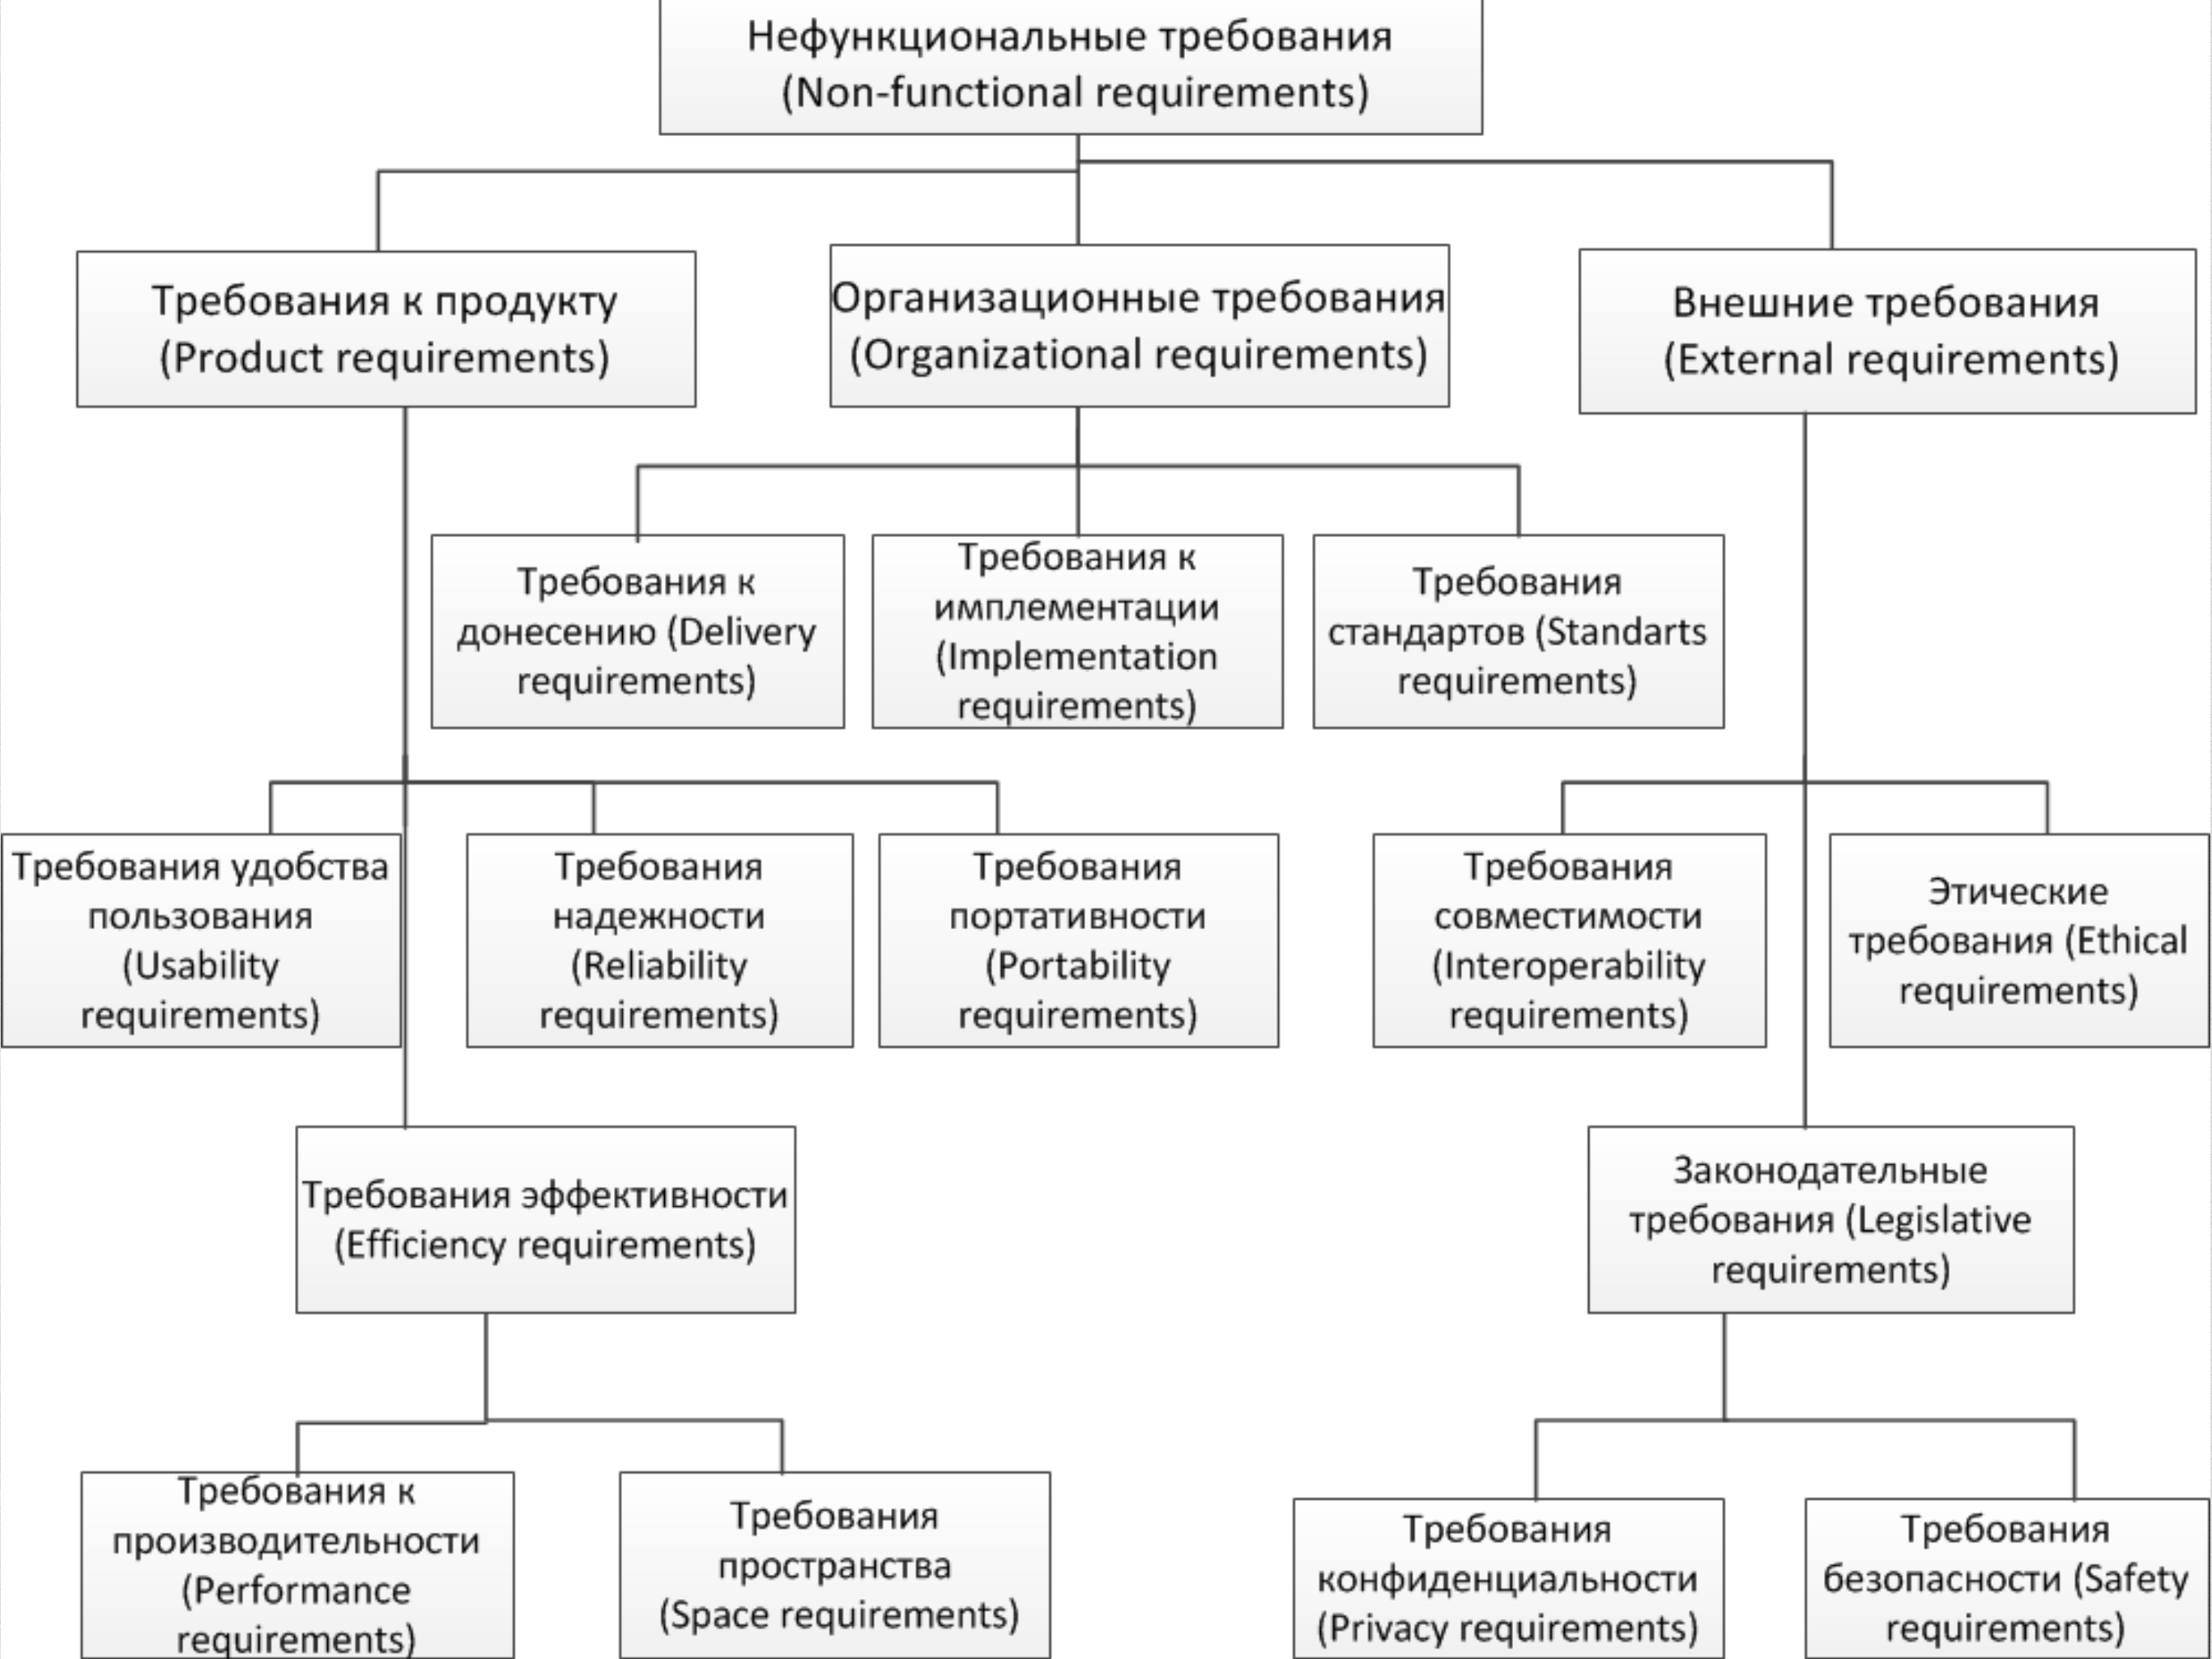 Нефункциональные требования
(Non-functional requirements)
Требования к продукту
(Product requirements)
Организационные требования
(Organizational requirements)
Внешние требования
(External requirements)
Требования к
донесению (Delivery
requirements)
Требования к
имплементации
(Implementation
requirements)
Требования
стандартов (Standarts
requirements)
Требования удобства
пользования
(Usability
requirements)
Требования
надежности
(Reliability
requirements)
Требования
портативности
(Portability
requirements)
Требования
совместимости
(Interoperability
requirements)
Этические
требования (Ethical
requirements)
Требования эффективности
(Efficiency requirements)
Законодательные
требования (Legislative
requirements)
Требования к
производительности
(Performance
requirements)
Требования
пространства
(Space requirements)
Требования
конфиденциальности
(Privacy requirements)
Требования
безопасности (Safety
requirements)